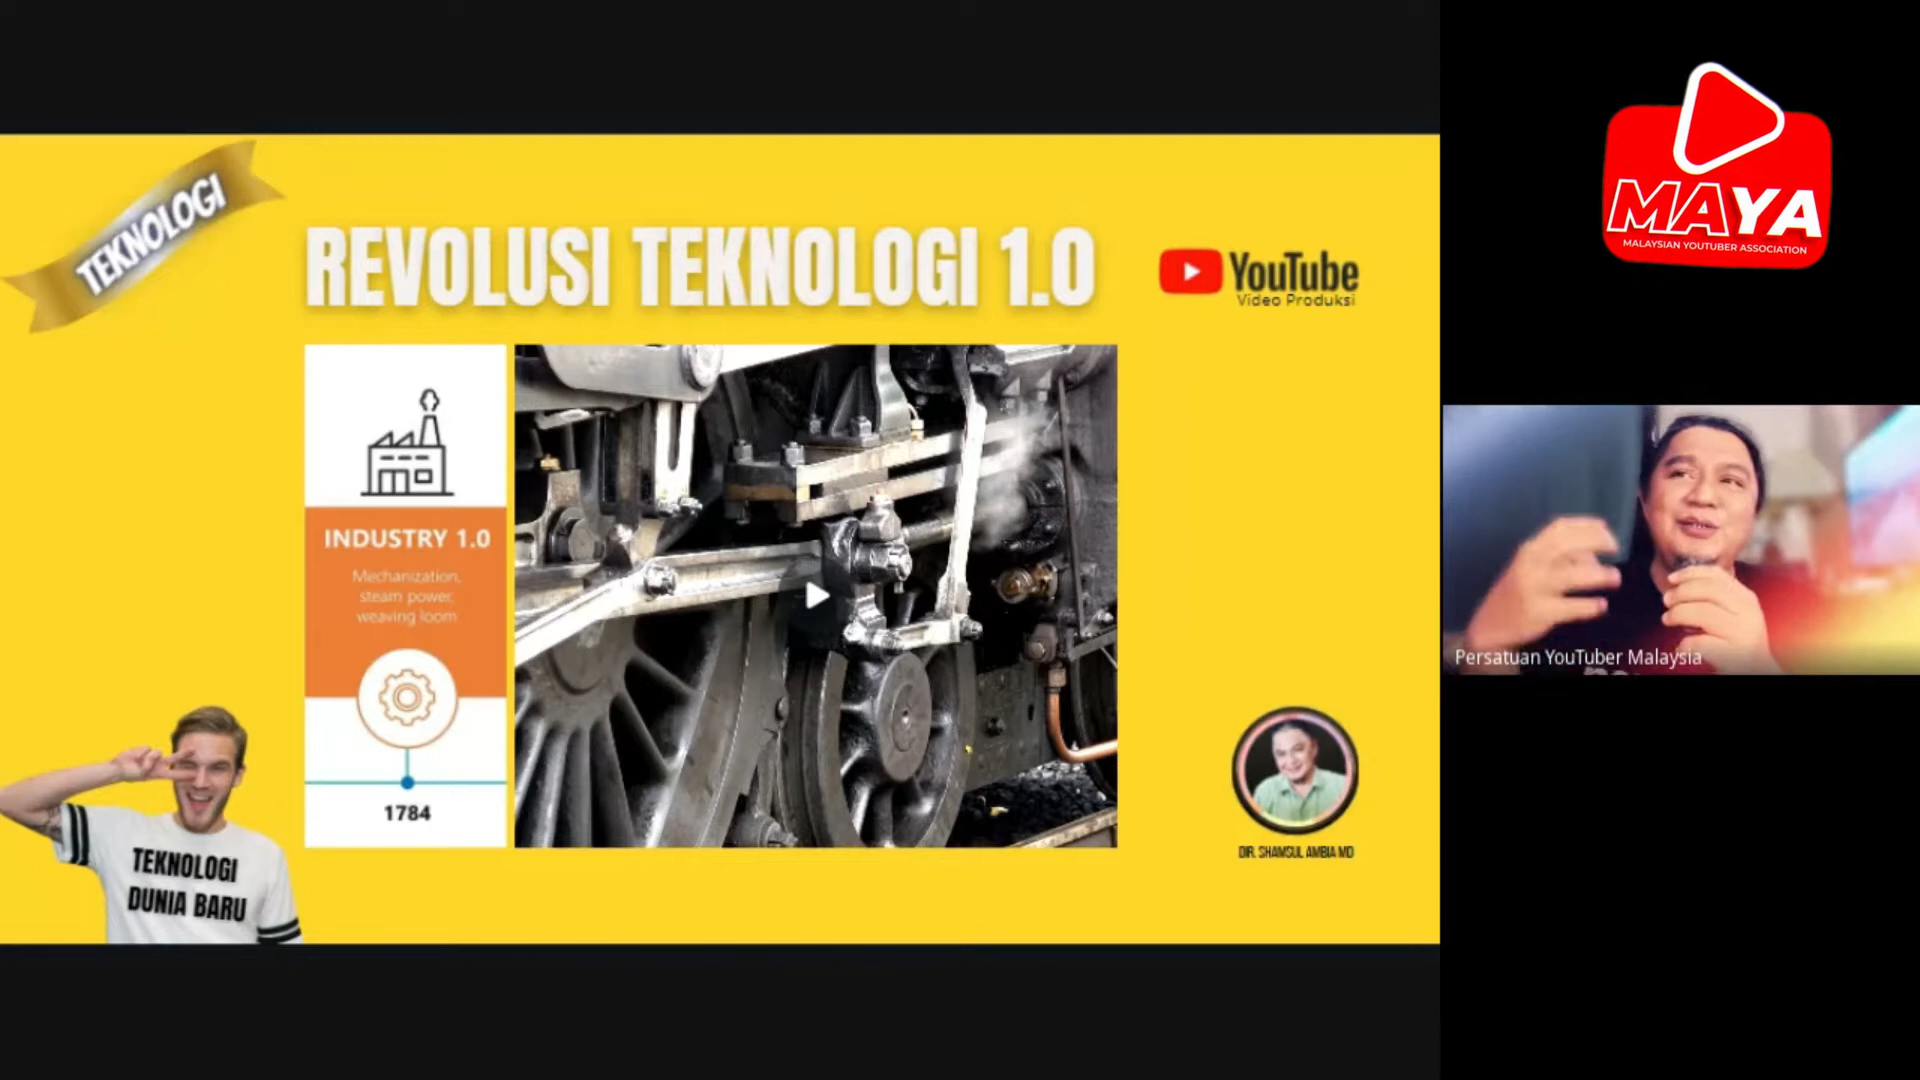 TEKNOLOGI
REVOLUSI TEKNOLOGI 1.0
YouTube
Video Produksi
INDUSTRY 1.0
Mechanization,
steam power,
weaving loom
1784
TEKNOLOGI
DUNIA BARU
DIR. SHAMSUL AMBIA MD
MAYA
MALAYSIAN YOUTUBER ASSOCIATION
Persatuan YouTuber Malaysia